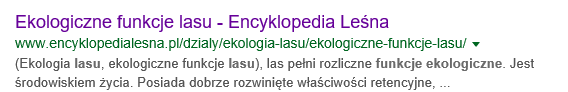 Ekologiczne funkcje lasu - Encyklopedia Leśna
www.encyklopedialesna.pl/dzialy/ekologia-lasu/ekologiczne-funkcje-lasu/
(Ekologia lasu, ekologiczne funkcje lasu), las pełni rozliczne funkcje ekologiczne. Jest
środowiskiem życia. Posiada dobrze rozwinięte właściwości retencyjne, ...